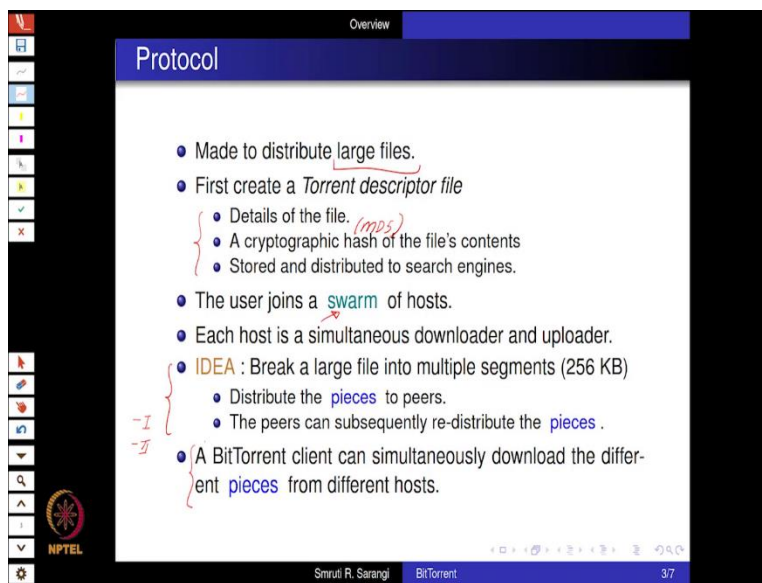 Overview
Protocol
Made to distribute large files.
First create a Torrent descriptor file
Details of the file.
(MD5)
A cryptographic hash of the file's contents
Stored and distributed to search engines.
The user joins a swarm of hosts.
Each host is a simultaneous downloader and uploader.
IDEA : Break a large file into multiple segments (256 KB)
Distribute the pieces to peers.
-I
The peers can subsequently re-distribute the pieces .
-II
A BitTorrent client can simultaneously download the differ-
ent pieces from different hosts.
NPTEL
Smruti R. Sarangi BitTorrent 3/7